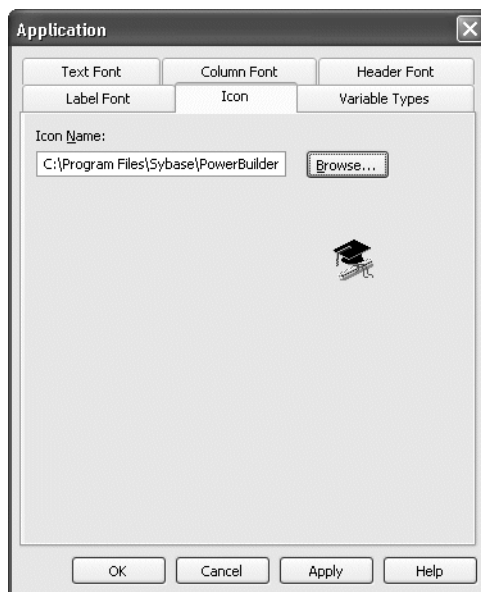 Application
Text Font Column Font Header Font
Label Font Icon Variable Types
Icon Name:
C:\Program Files\Sybase\PowerBuilder Browse...
OK Cancel Apply Help